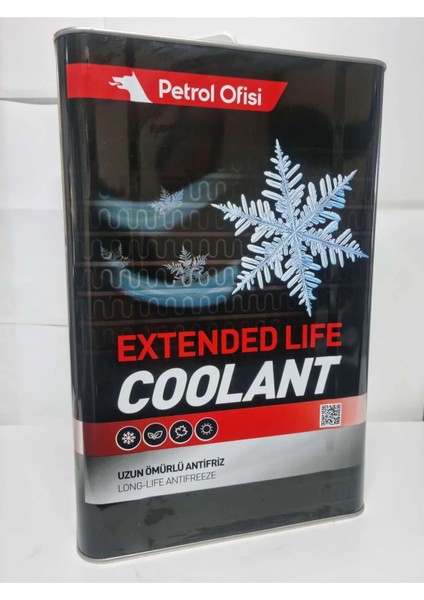 Petrol Ofisi
EXTENDED LIFE
COOLANT
UZUN ÖMÜRLÜ ANTİFRİZ
LONG-LIFE ANTIFREEZE